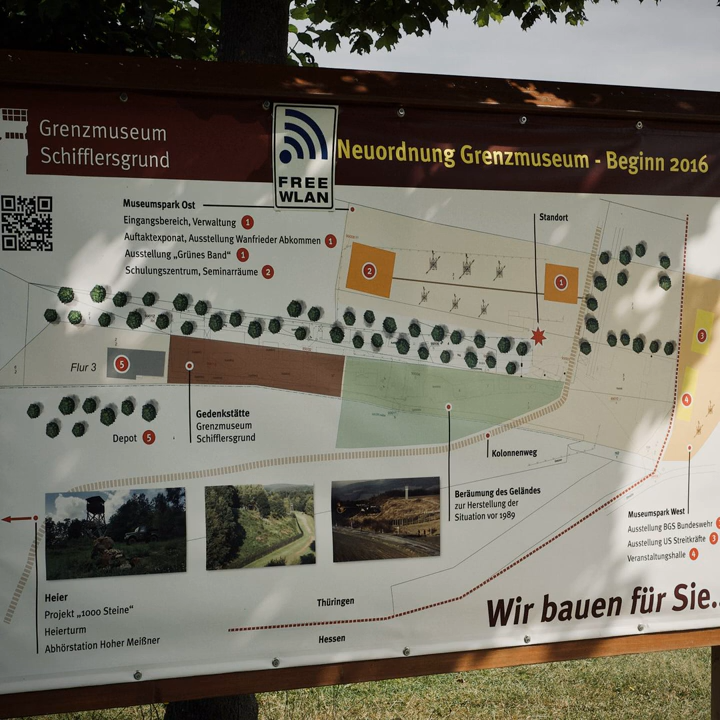 Grenzmuseum
Schifflersgrund
FREE
WLAN
Neuordnung Grenzmuseum - Beginn 2016
Museumspark Ost
Eingangsbereich, Verwaltung 1
Auftaktexponat, Ausstellung Wanfrieder Abkommen 1
Ausstellung „Grünes Band" 1
Schulungszentrum, Seminarräume 2
Standort
2
1
3
4
Flur 3
5
Gedenkstätte
Grenzmuseum
Schifflersgrund
Depot 5
Kolonnenweg
Beräumung des Geländes
zur Herstellung der
Situation vor 1989
Museumspark West
Ausstellung BGS Bundeswehr
Ausstellung US Streitkräfte 3
Veranstaltungshalle 4
Heier
Projekt „1000 Steine"
Heierturm
Abhörstation Hoher Meißner
Thüringen
Hessen
Wir bauen für Sie..